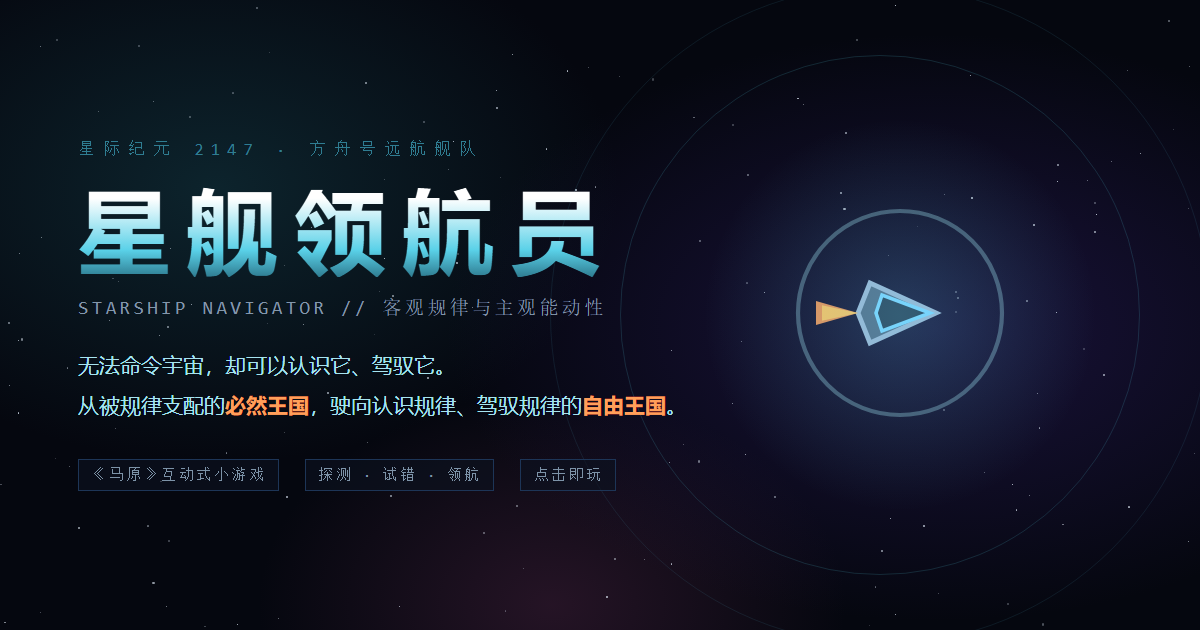 星际纪元 2147 · 方舟号远航舰队
星舰领航员
STARSHIP NAVIGATOR // 客观规律与主观能动性
无法命令宇宙，却可以认识它、驾驭它。
从被规律支配的必然王国，驶向认识规律、驾驭规律的自由王国。
《马原》互动式小游戏 探测 · 试错 · 领航 点击即玩